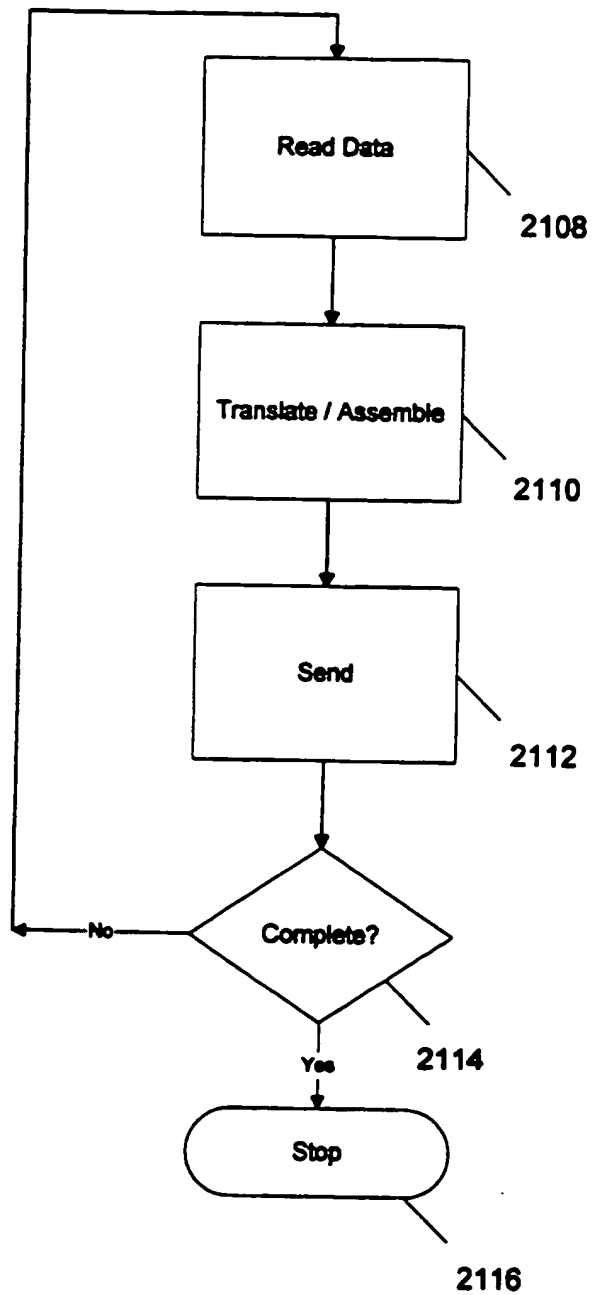 Read Data
2108
Translate / Assemble
2110
Send
2112
Complete?
No
2114
Yes
Stop
2116